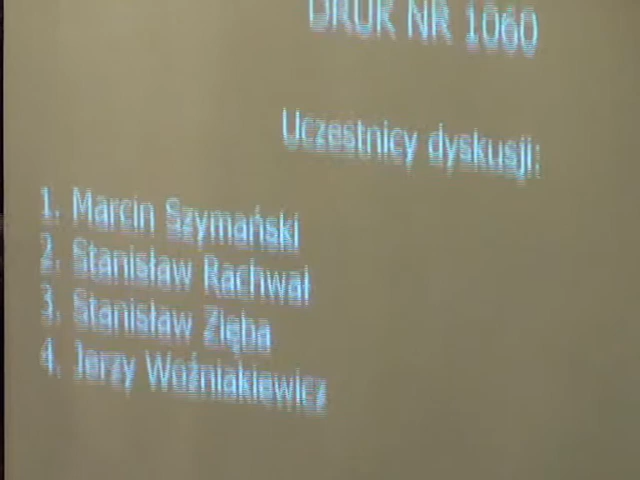 DRUK NR 1060
Uczestnicy dyskusji:
1. Marcin Szymański
2. Stanisław Rachwał
3. Stanisław Zięba
4. Jerzy Woźniakiewicz